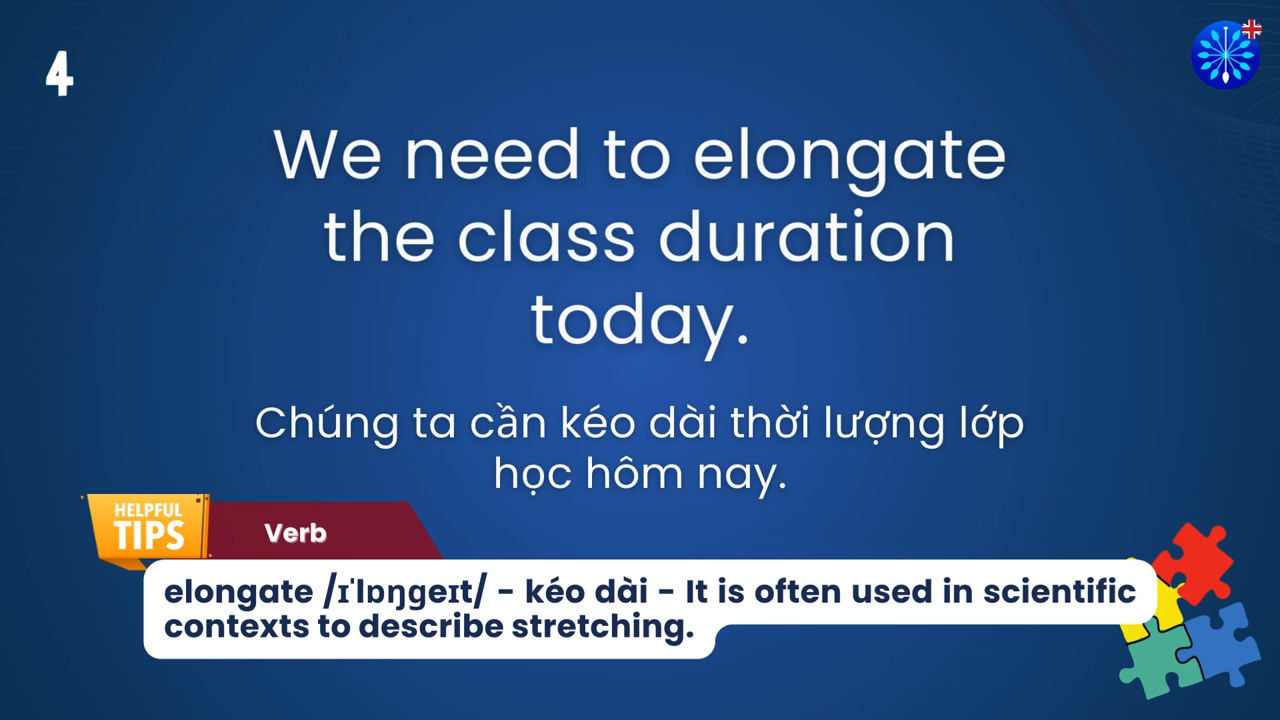 4
We need to elongate
the class duration
today.
Chúng ta cần kéo dài thời lượng lớp
học hôm nay.
HELPFUL
TIPS
Verb
elongate /ɪˈlɒŋgeɪt/ - kéo dài - It is often used in scientific
contexts to describe stretching.